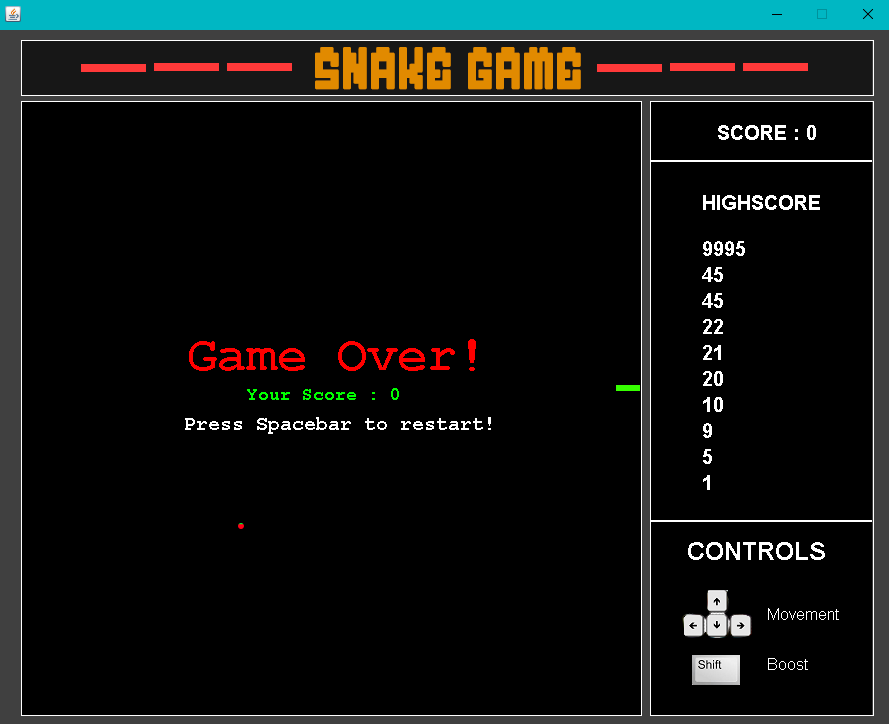 SNAKE GAME
SCORE : 0
HIGHSCORE
9995
45
45
22
21
20
10
9
5
1
Game Over!
Your Score : 0
Press Spacebar to restart!
CONTROLS
Movement
Shift
Boost